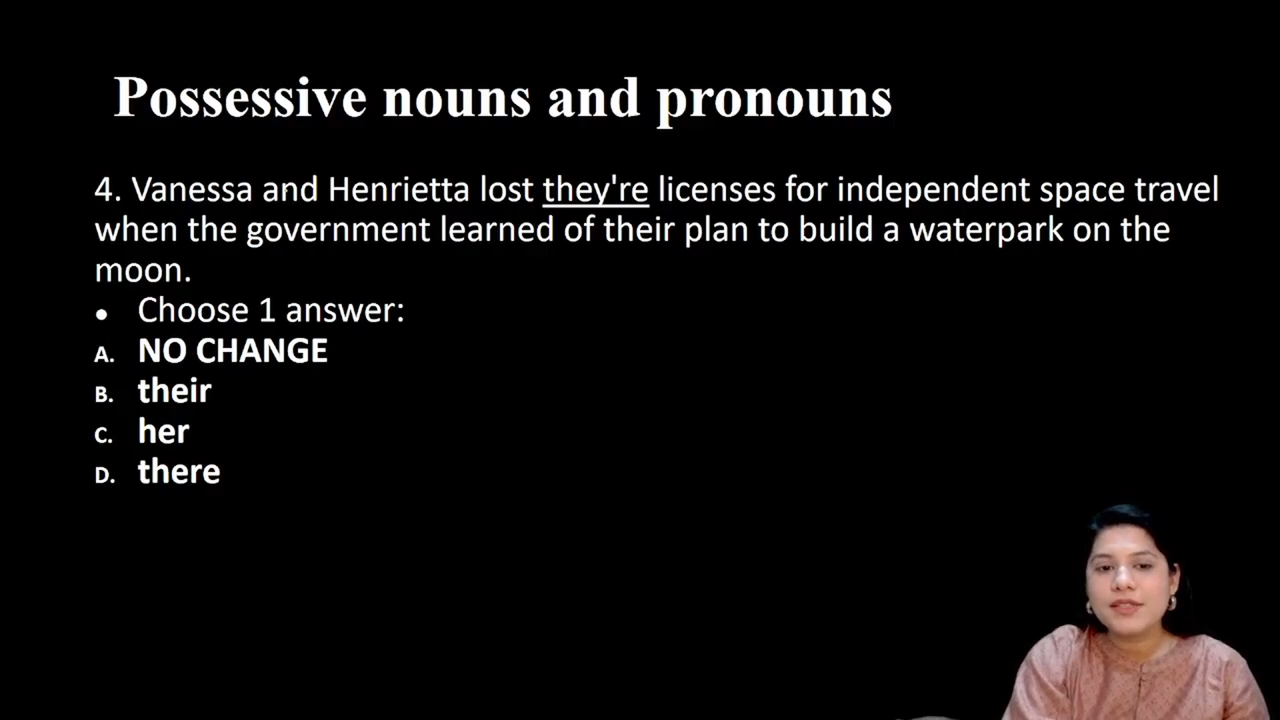 Possessive nouns and pronouns
4. Vanessa and Henrietta lost they're licenses for independent space travel
when the government learned of their plan to build a waterpark on the
moon.
• Choose 1 answer:
A. NO CHANGE
B. their
C. her
D. there